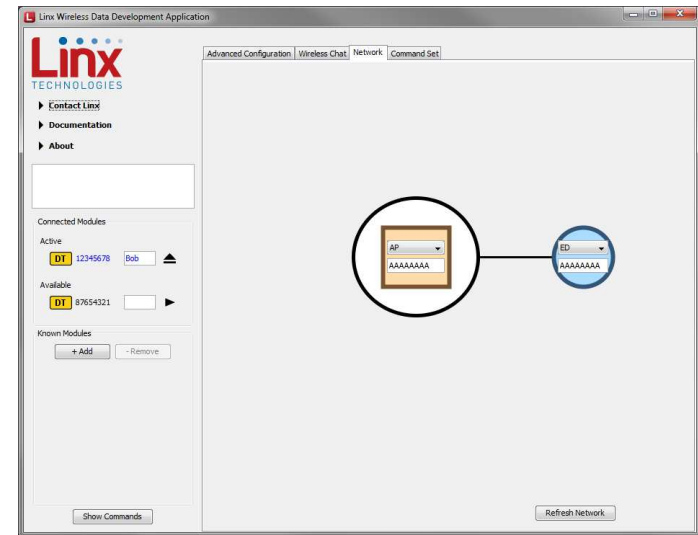 Linx Wireless Data Development Application
Linx
TECHNOLOGIES
Contact Linx
Documentation
About
Advanced Configuration Wireless Chat Network Command Set
Connected Modules
Active
DT 12345678 Bob
Available
DT 87654321
Known Modules
+ Add - Remove
Show Commands
AP
AAAAAAAA
ED
AAAAAAAA
Refresh Network